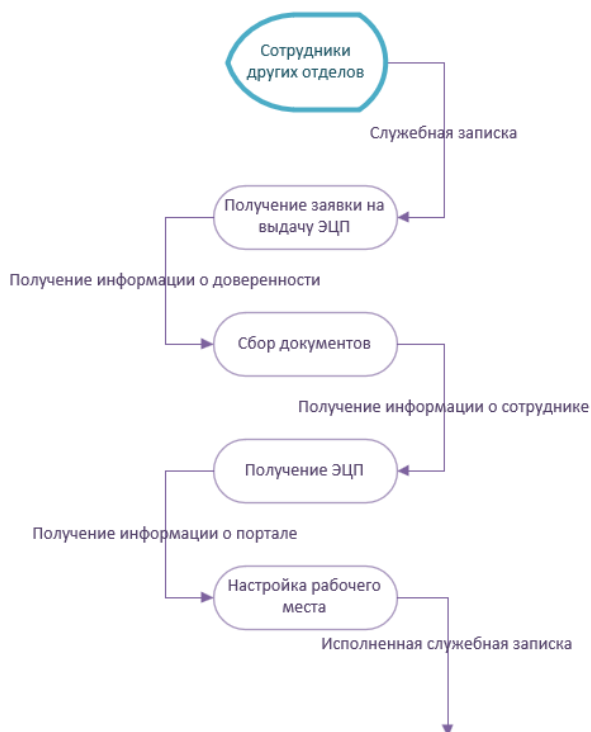 Сотрудники
других отделов
Служебная записка
Получение заявки на
выдачу ЭЦП
Получение информации о доверенности
Сбор документов
Получение информации о сотруднике
Получение ЭЦП
Получение информации о портале
Настройка рабочего
места
Исполненная служебная записка